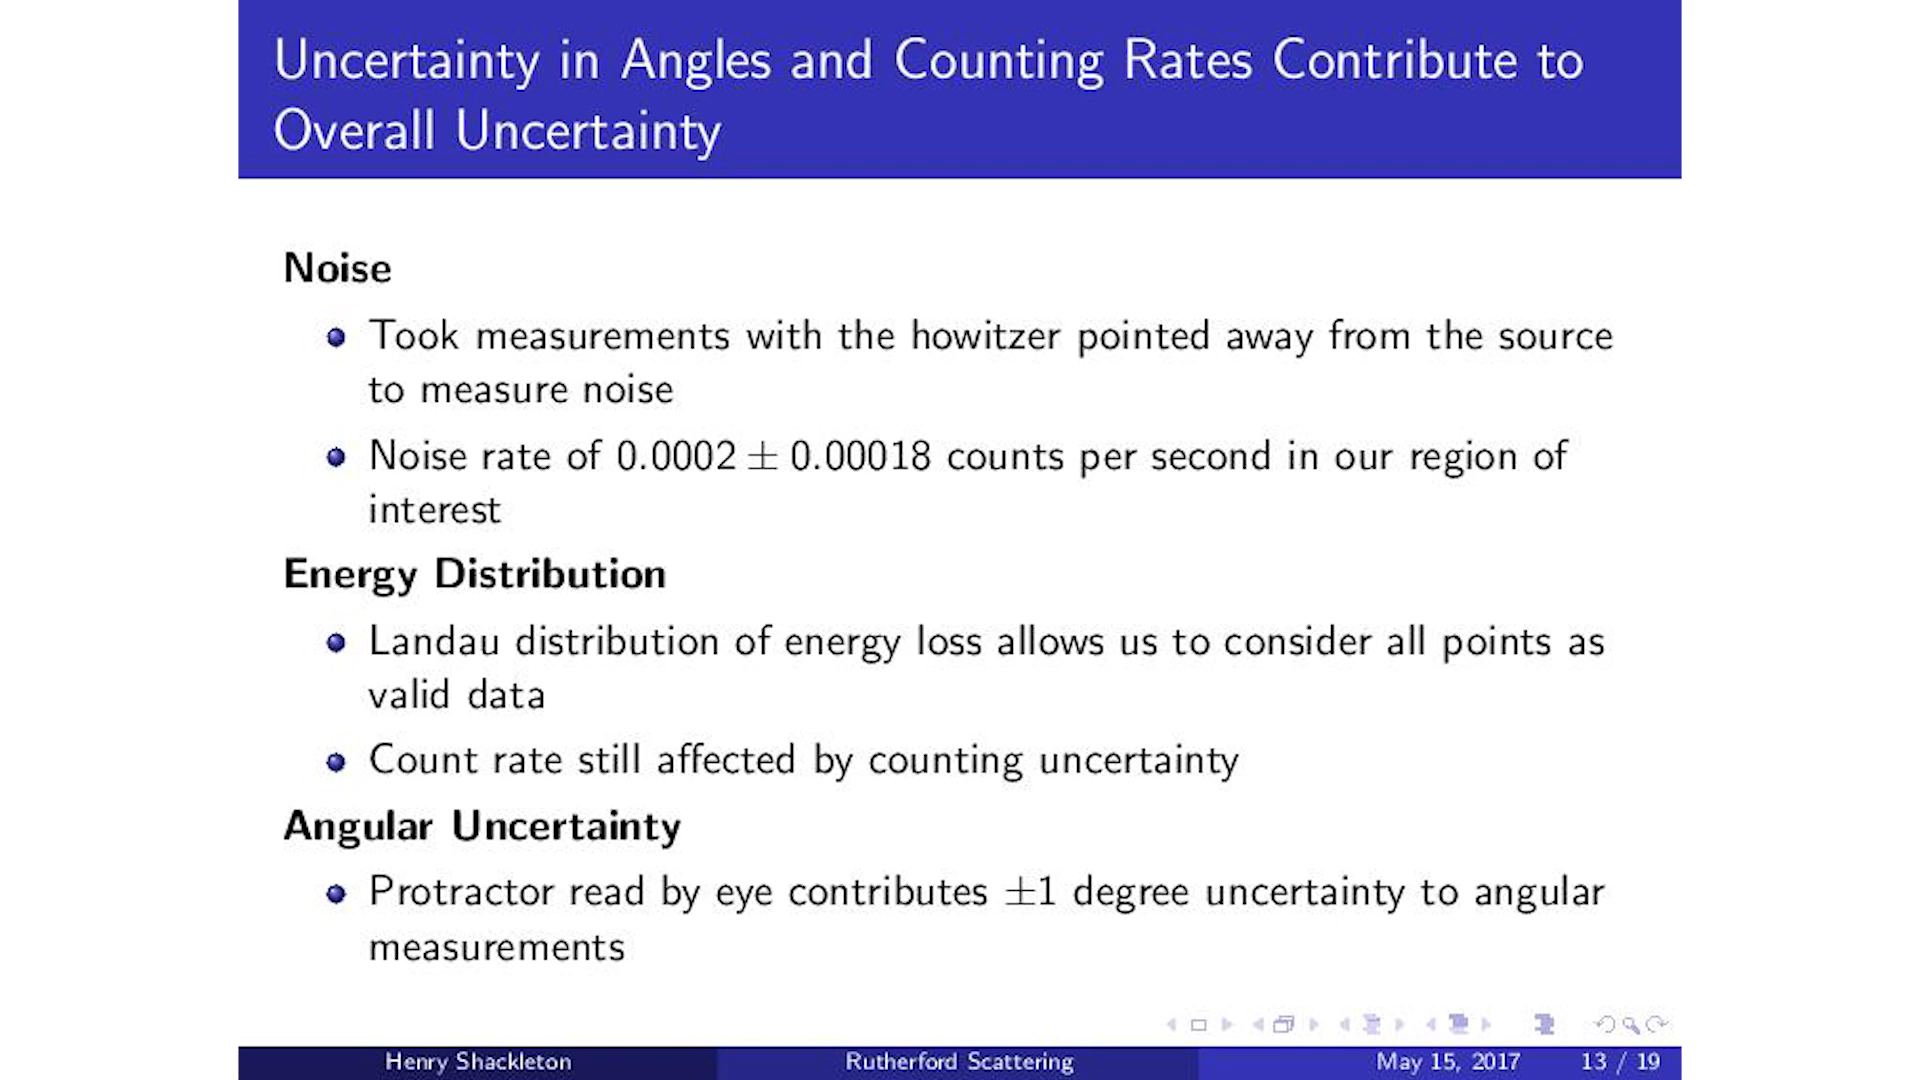 Uncertainty in Angles and Counting Rates Contribute to
Overall Uncertainty
Noise
Took measurements with the howitzer pointed away from the source
to measure noise
Noise rate of 0.0002 ± 0.00018 counts per second in our region of
interest
Energy Distribution
Landau distribution of energy loss allows us to consider all points as
valid data
Count rate still affected by counting uncertainty
Angular Uncertainty
Protractor read by eye contributes ±1 degree uncertainty to angular
measurements
Henry Shackleton Rutherford Scattering May 15, 2017 13 / 19